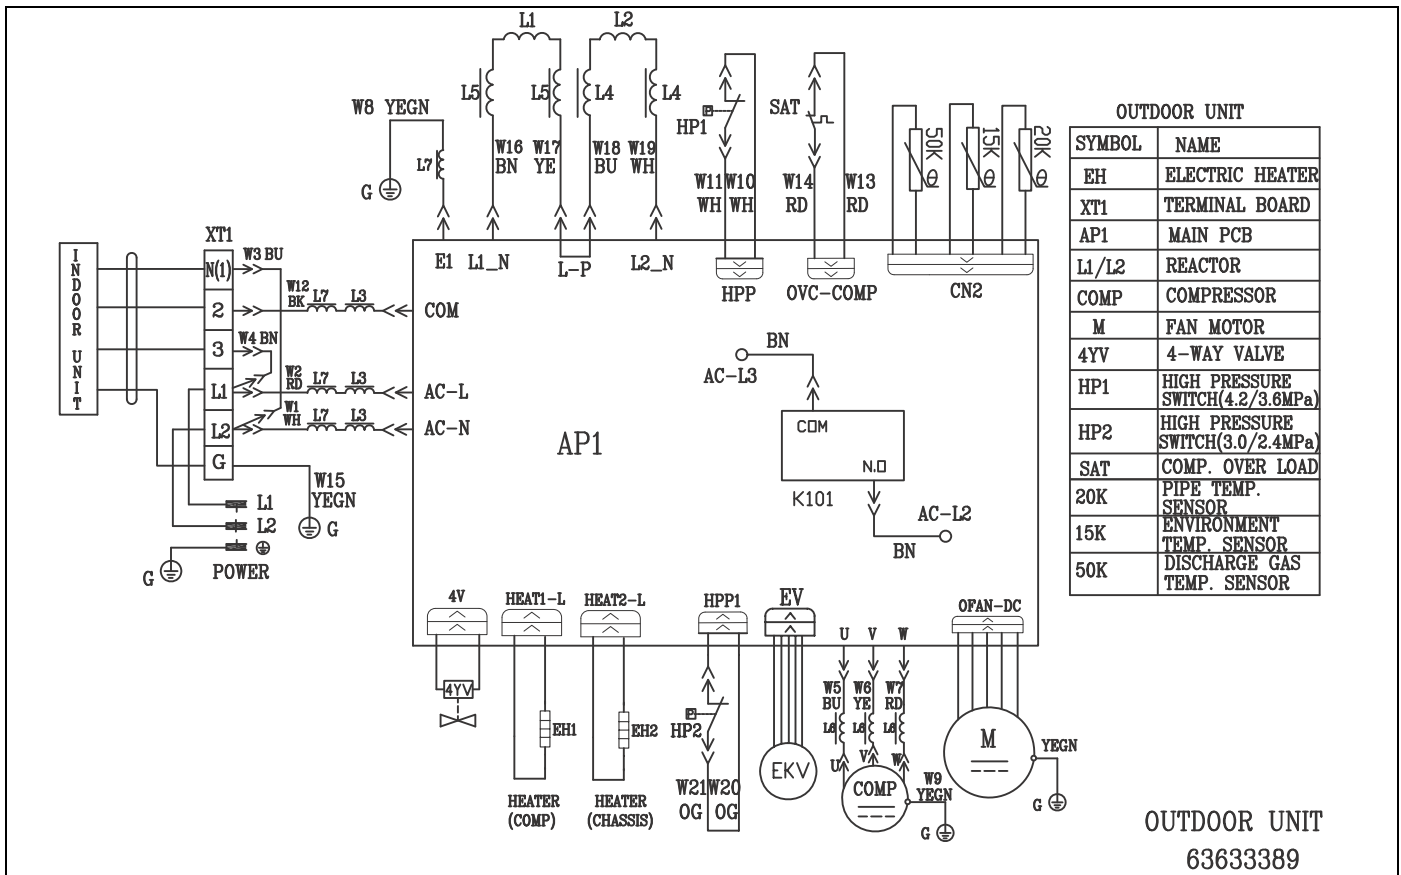 L1
L2
L5
L5
L4
L4
W8 YEGN
L7
G
W16
BN
W17
YE
W18
BU
W19
WH
HP1
P
W11
WH
W10
WH
SAT
W14
RD
W13
RD
50K θ
15K θ
20K θ
E1
L1_N
L-P
L2_N
HPP
OVC-COMP
CN2
INDOOR UNIT
XT1
N(1)
2
3
L1
L2
G
W3 BU
W12
BK
L7
L3
COM
W4 BN
W2
RD
L7
L3
AC-L
W1
WH
L7
L3
AC-N
W15
YEGN
G
L1
L2
G
POWER
AP1
BN
AC-L3
COM
N.O
K101
AC-L2
BN
4V
HEAT1-L
HEAT2-L
HPP1
EV
U
V
W
OFAN-DC
4YV
EH1
HEATER
(COMP)
EH2
HEATER
(CHASSIS)
P
HP2
W21
OG
W20
OG
EKV
W5
BU
W6
YE
W7
RD
L6
L6
L6
U
V
W
COMP
W9
YEGN
G
M
YEGN
G
OUTDOOR UNIT
SYMBOL NAME
EH ELECTRIC HEATER
XT1 TERMINAL BOARD
AP1 MAIN PCB
L1/L2 REACTOR
COMP COMPRESSOR
M FAN MOTOR
4YV 4-WAY VALVE
HP1 HIGH PRESSURE
SWITCH(4.2/3.6MPa)
HP2 HIGH PRESSURE
SWITCH(3.0/2.4MPa)
SAT COMP. OVER LOAD
20K PIPE TEMP.
SENSOR
15K ENVIRONMENT
TEMP. SENSOR
50K DISCHARGE GAS
TEMP. SENSOR
OUTDOOR UNIT
63633389